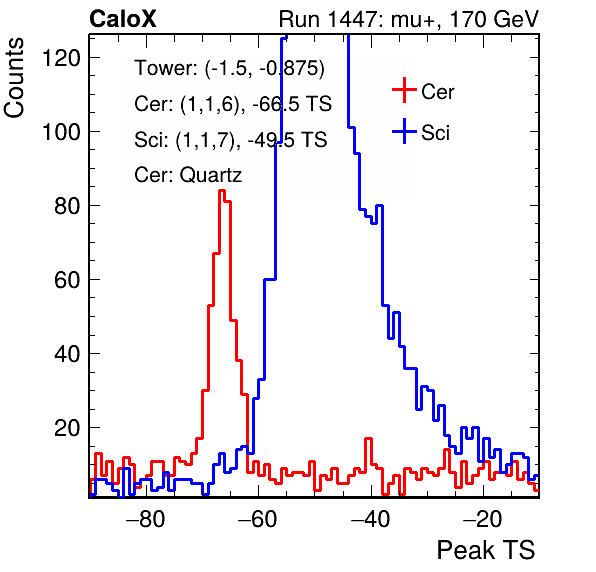 CaloX Run 1447: mu+, 170 GeV
Counts
Tower: (-1.5, -0.875)
Cer: (1,1,6), -66.5 TS
Sci: (1,1,7), -49.5 TS
Cer: Quartz
Cer
Sci
120
100
80
60
40
20
−80 −60 −40 −20
Peak TS